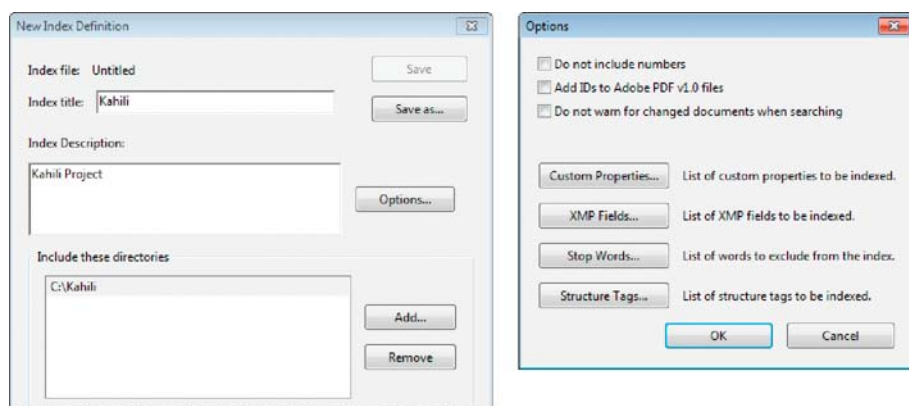 New Index Definition
Index file: Untitled
Save
Index title: Kahili
Save as...
Index Description:
Kahili Project
Options...
Include these directories
C:\Kahili
Add...
Remove
Options
Do not include numbers
Add IDs to Adobe PDF v1.0 files
Do not warn for changed documents when searching
Custom Properties... List of custom properties to be indexed.
XMP Fields... List of XMP fields to be indexed.
Stop Words... List of words to exclude from the index.
Structure Tags... List of structure tags to be indexed.
OK Cancel